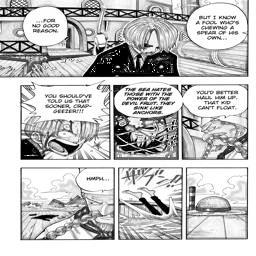 BUT I KNOW
A FOOL WHO'S
CHEWING A
SPEAR OF HIS
OWN...
...FOR
NO GOOD
REASON.
YOU'D BETTER
HAUL HIM UP.
THAT KID
CAN'T
FLOAT.
THE SEA HATES
THOSE WITH THE
POWER OF THE
DEVIL FRUIT. THEY
SINK LIKE
ANCHORS.
YOU SHOULD'VE
TOLD US THAT
SOONER, CRAP-
GEEZER!!!
HMPH...